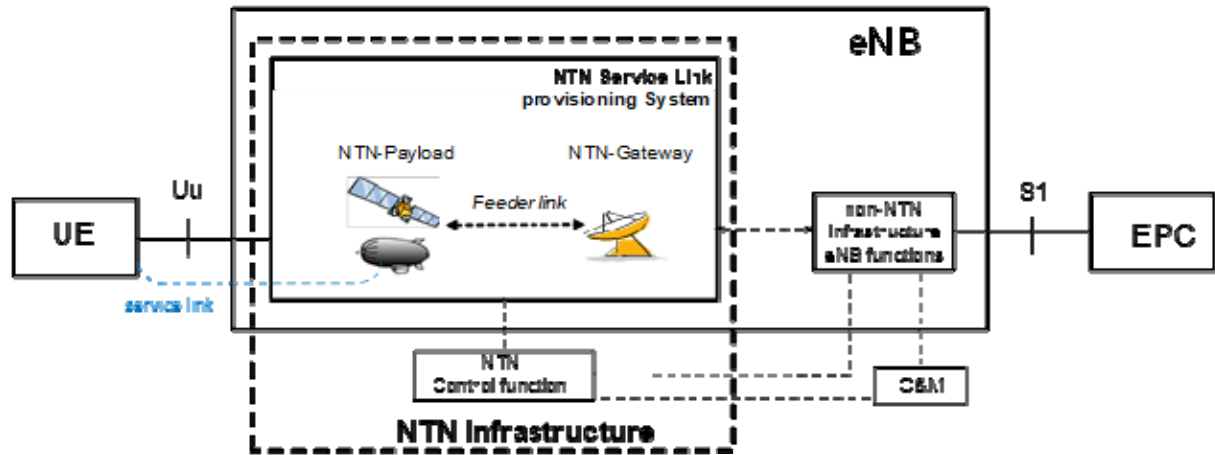 eNB
NTN Service Link
provisioning System
NTN-Payload
NTN-Gateway
Uu
S1
Feeder link
UE
non-NTN
Infrastructure
eNB functions
EPC
service link
NTN
Control function
O&M
NTN Infrastructure